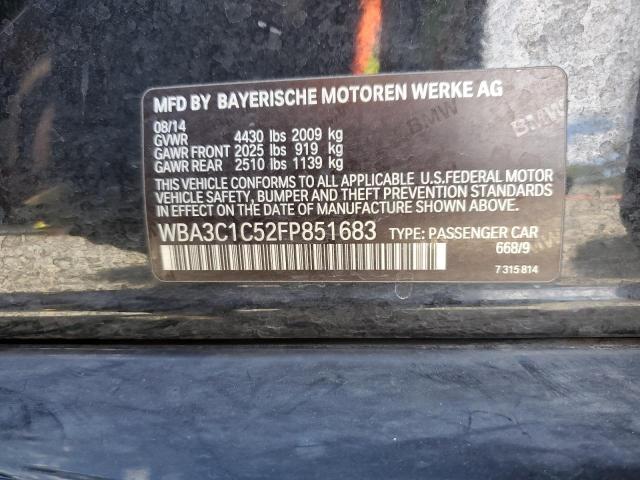 MFD BY BAYERISCHE MOTOREN WERKE AG
08/14
GVWR 4430 lbs 2009 kg
GAWR FRONT 2025 lbs 919 kg
GAWR REAR 2510 lbs 1139 kg
THIS VEHICLE CONFORMS TO ALL APPLICABLE U.S.FEDERAL MOTOR
VEHICLE SAFETY, BUMPER, AND THEFT PREVENTION STANDARDS
IN EFFECT ON THE DATE OF MANUFACTURE SHOWN ABOVE.
WBA3C1C52FP851683 TYPE: PASSENGER CAR
668/9
7 315 814
BMW
BMW